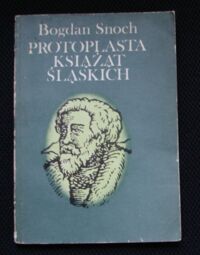 Bogdan Snoch
PROTOPLASTA
KSIĄŻĄT
ŚLĄSKICH